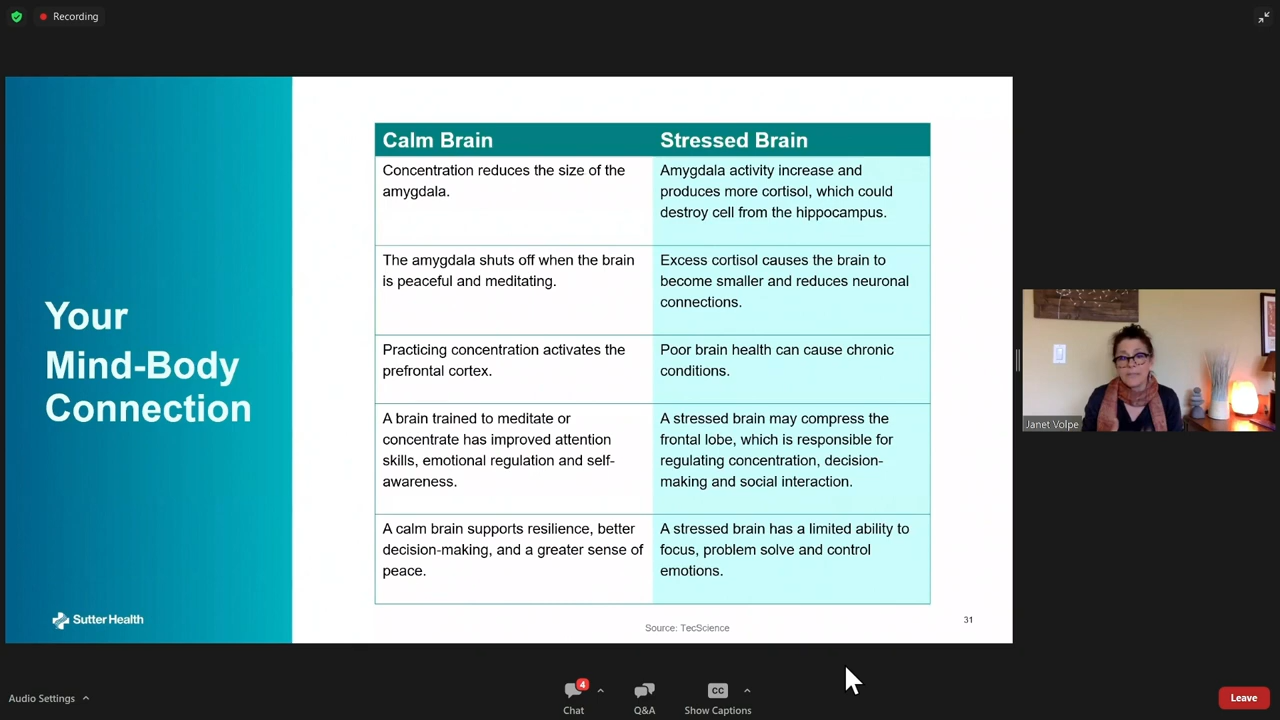 Recording
Your
Mind-Body
Connection
Sutter Health
Calm Brain
Stressed Brain
Concentration reduces the size of the
amygdala.
Amygdala activity increase and
produces more cortisol, which could
destroy cell from the hippocampus.
The amygdala shuts off when the brain
is peaceful and meditating.
Excess cortisol causes the brain to
become smaller and reduces neuronal
connections.
Practicing concentration activates the
prefrontal cortex.
Poor brain health can cause chronic
conditions.
A brain trained to meditate or
concentrate has improved attention
skills, emotional regulation and self-
awareness.
A stressed brain may compress the
frontal lobe, which is responsible for
regulating concentration, decision-
making and social interaction.
A calm brain supports resilience, better
decision-making, and a greater sense of
peace.
A stressed brain has a limited ability to
focus, problem solve and control
emotions.
Source: TecScience
31
Janet Volpe
Audio Settings
4
Chat
Q&A
CC
Show Captions
Leave